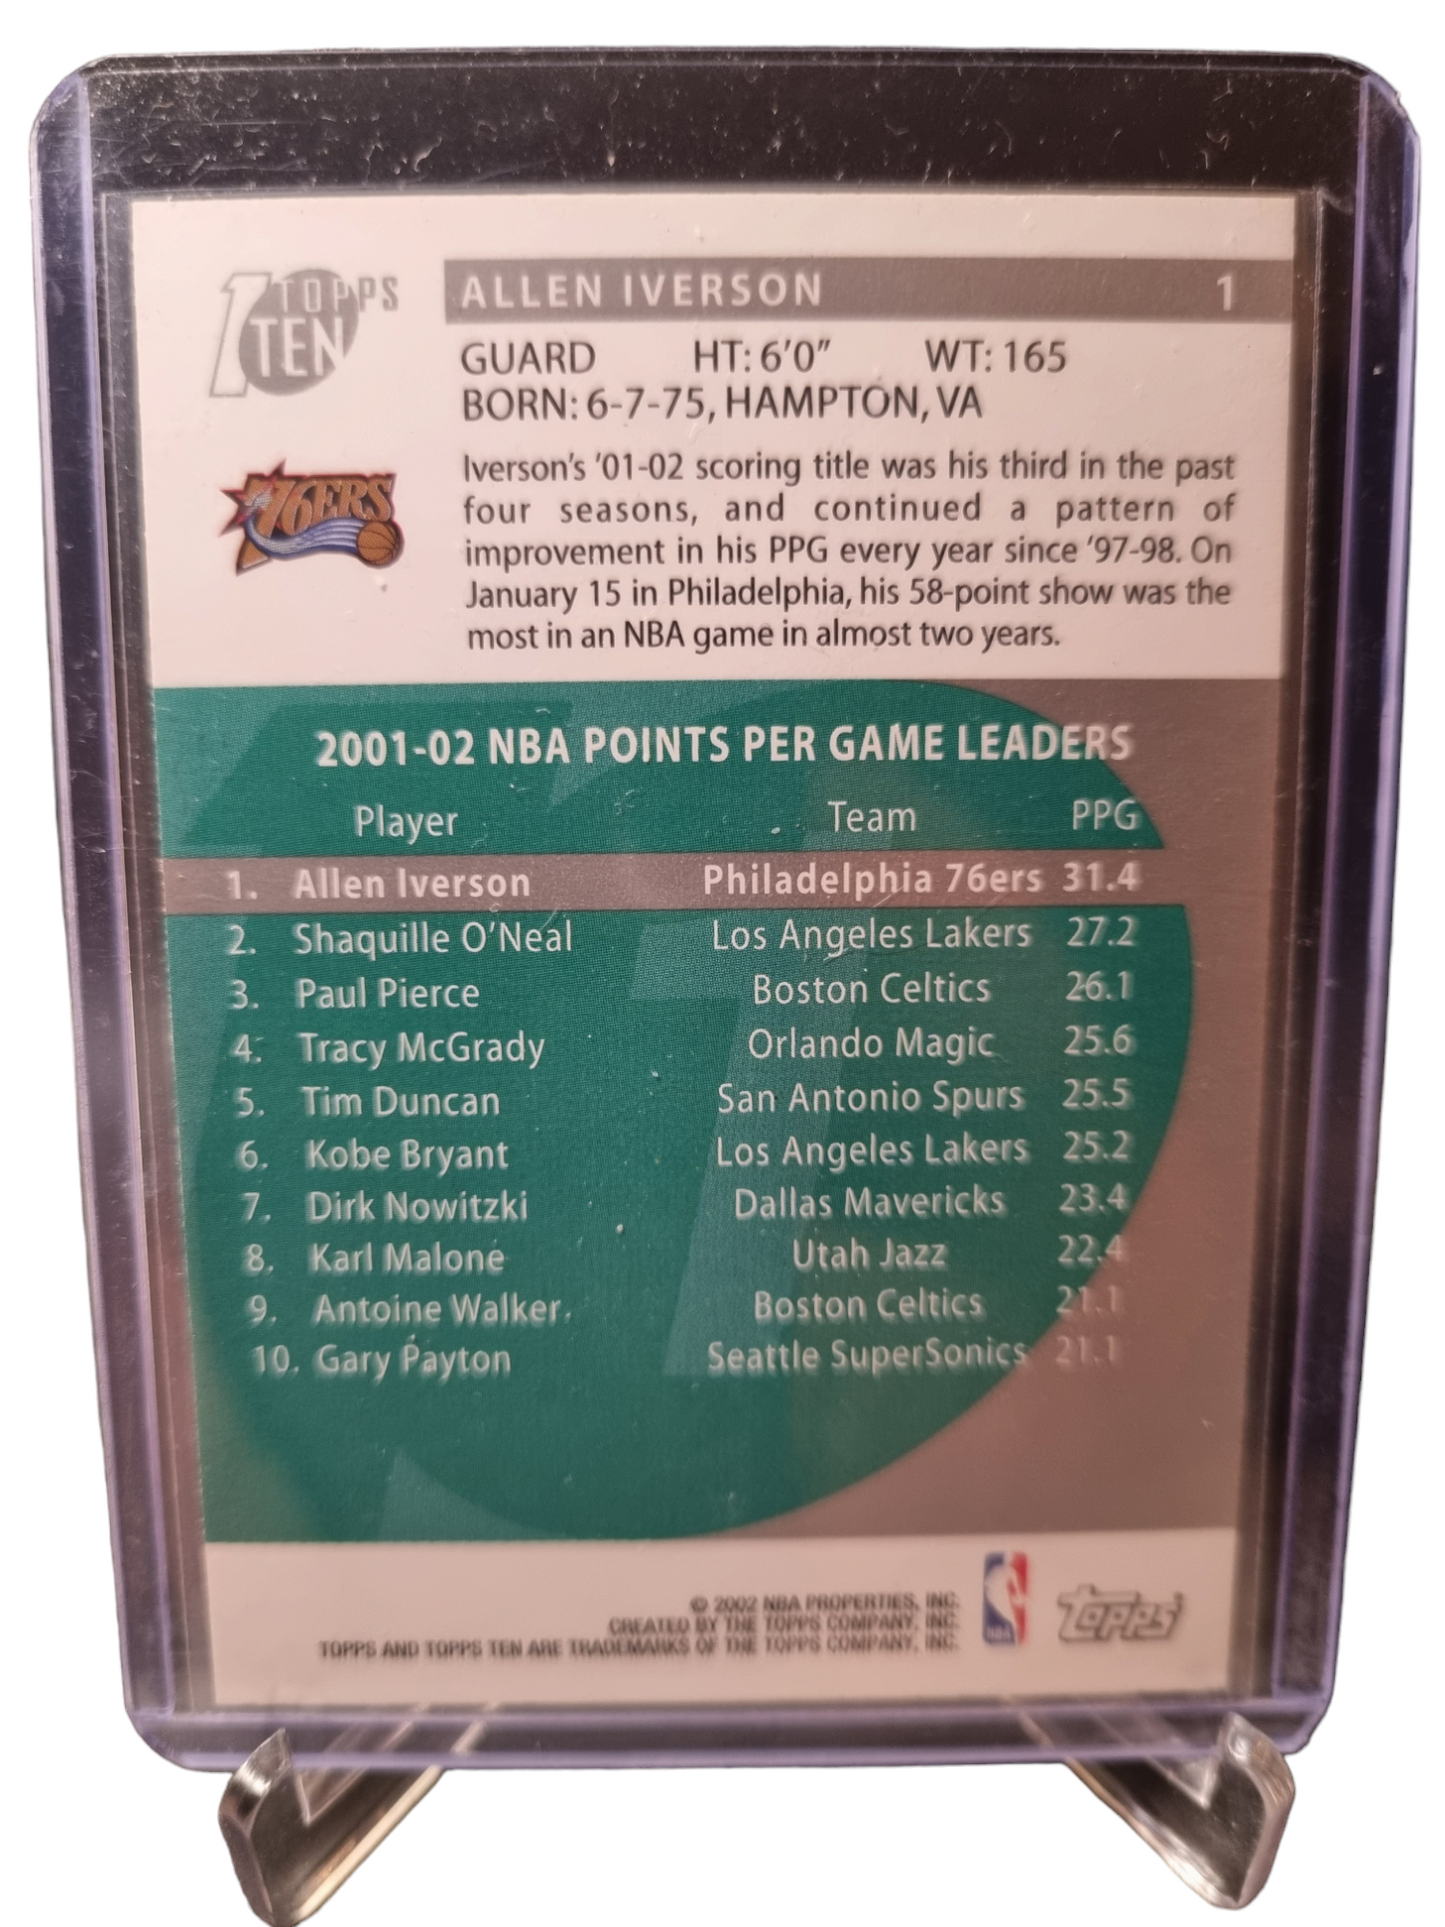 TOPPS
TEN
ALLEN IVERSON 1
GUARD HT: 6'0" WT: 165
BORN: 6-7-75, HAMPTON, VA
76ERS
Iverson's '01-02 scoring title was his third in the past
four seasons, and continued a pattern of
improvement in his PPG every year since '97-98. On
January 15 in Philadelphia, his 58-point show was the
most in an NBA game in almost two years.
2001-02 NBA POINTS PER GAME LEADERS
Player Team PPG
1. Allen Iverson Philadelphia 76ers 31.4
2. Shaquille O'Neal Los Angeles Lakers 27.2
3. Paul Pierce Boston Celtics 26.1
4. Tracy McGrady Orlando Magic 25.6
5. Tim Duncan San Antonio Spurs 25.5
6. Kobe Bryant Los Angeles Lakers 25.2
7. Dirk Nowitzki Dallas Mavericks 23.4
8. Karl Malone Utah Jazz 22.4
9. Antoine Walker Boston Celtics 21.1
10. Gary Payton Seattle SuperSonics 21.1
© 2002 NBA PROPERTIES, INC.
CREATED BY THE TOPPS COMPANY, INC.
TOPPS AND TOPPS TEN ARE TRADEMARKS OF THE TOPPS COMPANY, INC.
NBA
Topps